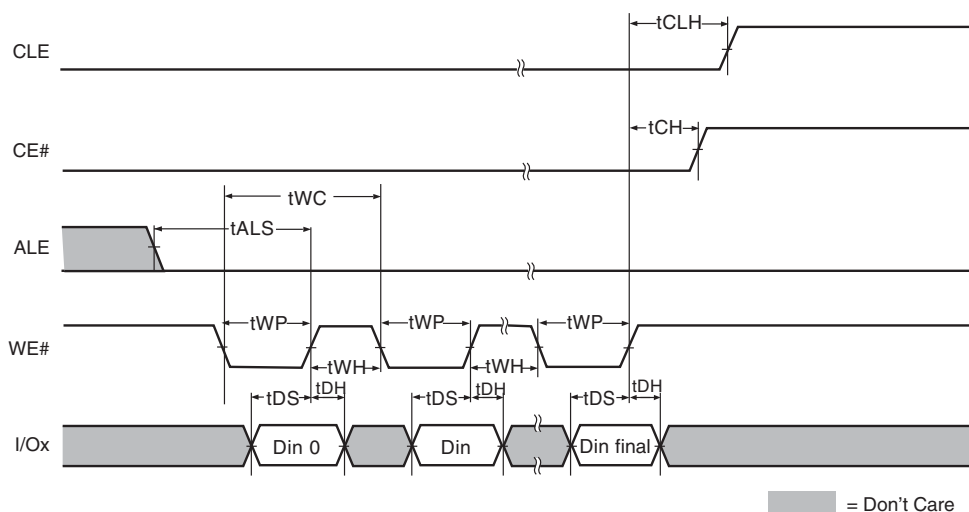 tCLH
CLE
tCH
CE#
tWC
tALS
ALE
tWP tWP tWP
WE#
tWH tWH
tDS tDH tDS tDH tDS tDH
I/Ox Din 0 Din Din final
= Don't Care